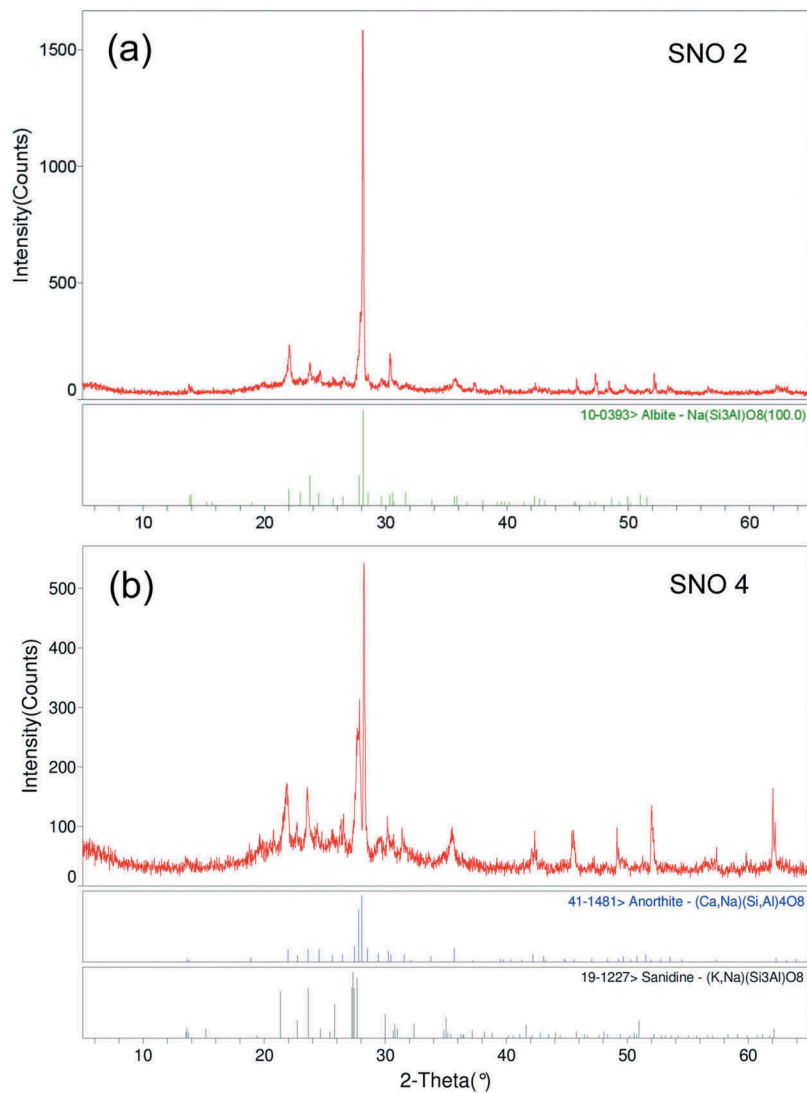 (a)
SNO 2
Intensity(Counts)
1500
1000
500
0
10-0393> Albite - Na(Si3Al)O8(100.0)
10 20 30 40 50 60
(b)
SNO 4
Intensity(Counts)
500
400
300
200
100
0
41-1481> Anorthite - (Ca,Na)(Si,Al)4O8
19-1227> Sanidine - (K,Na)(Si3Al)O8
10 20 30 40 50 60
2-Theta(°)